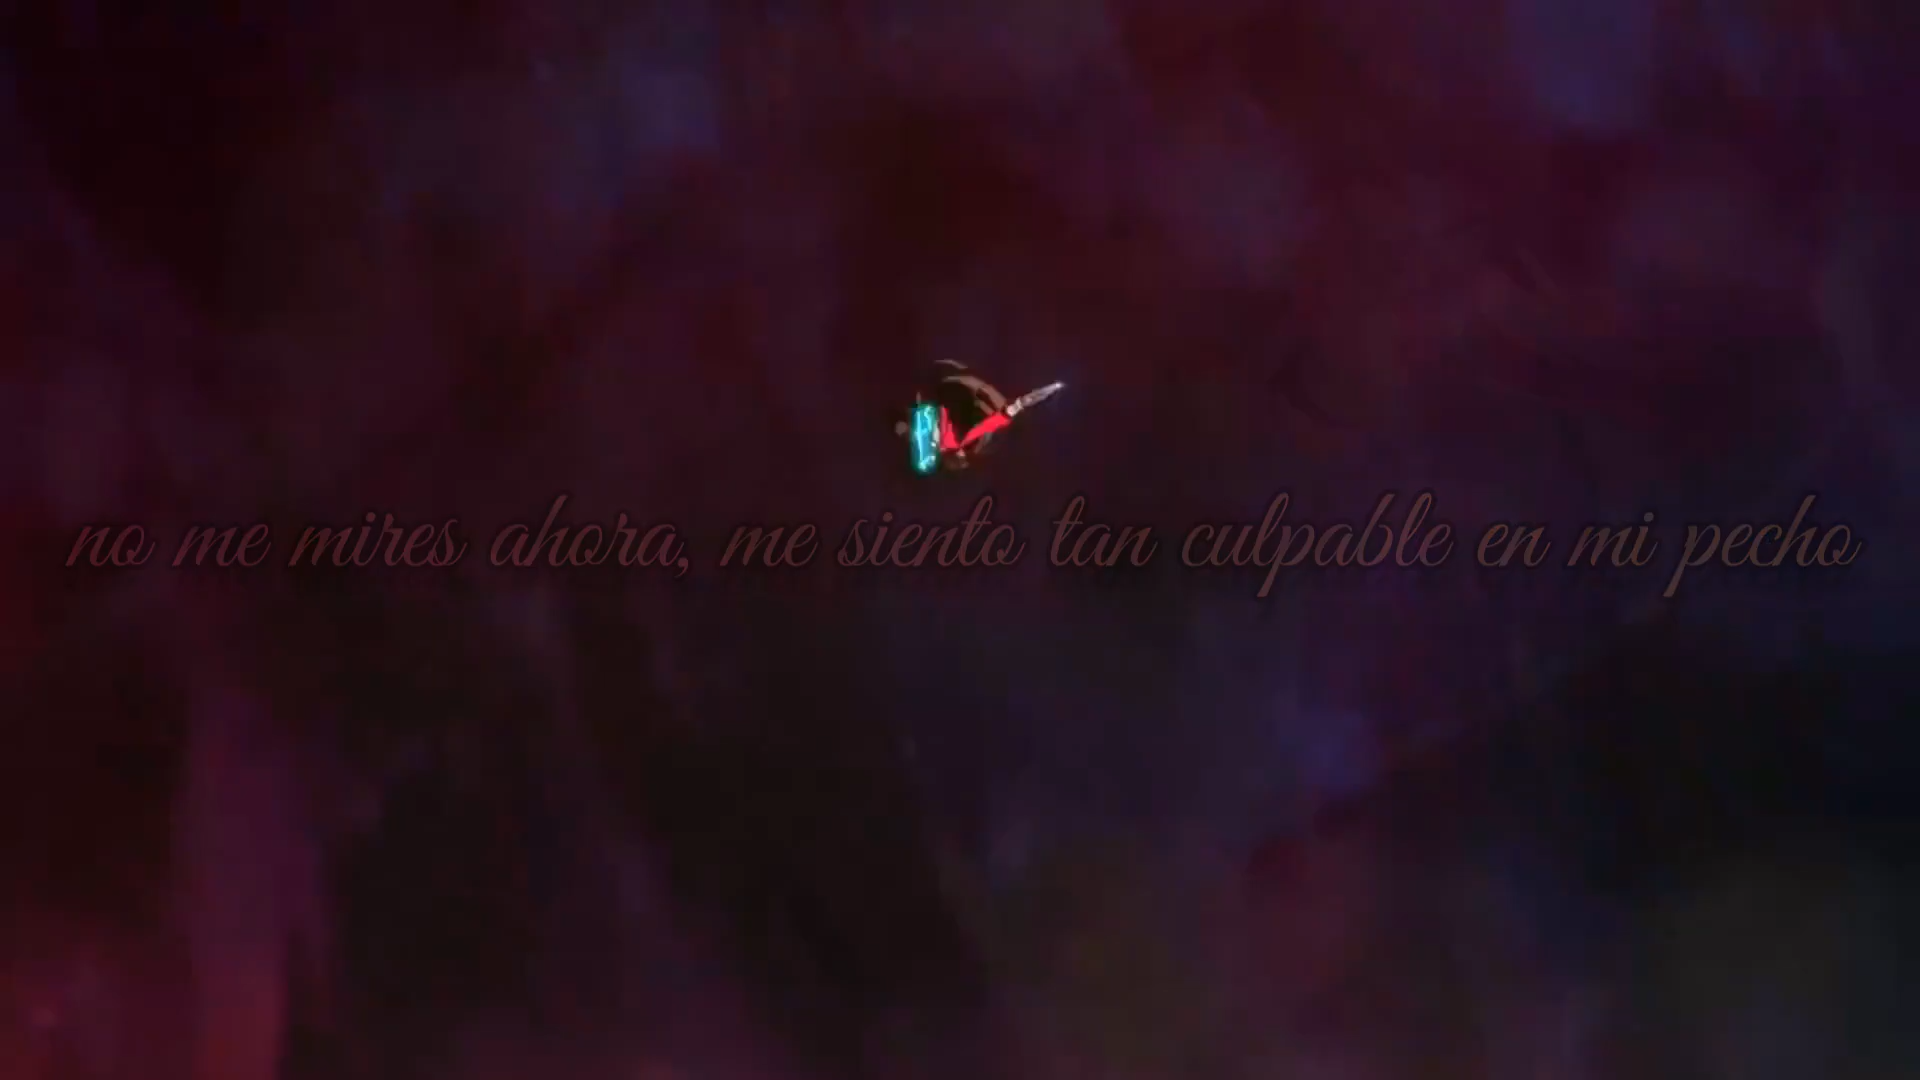 no me mires ahora, me siento tan culpable en mi pecho